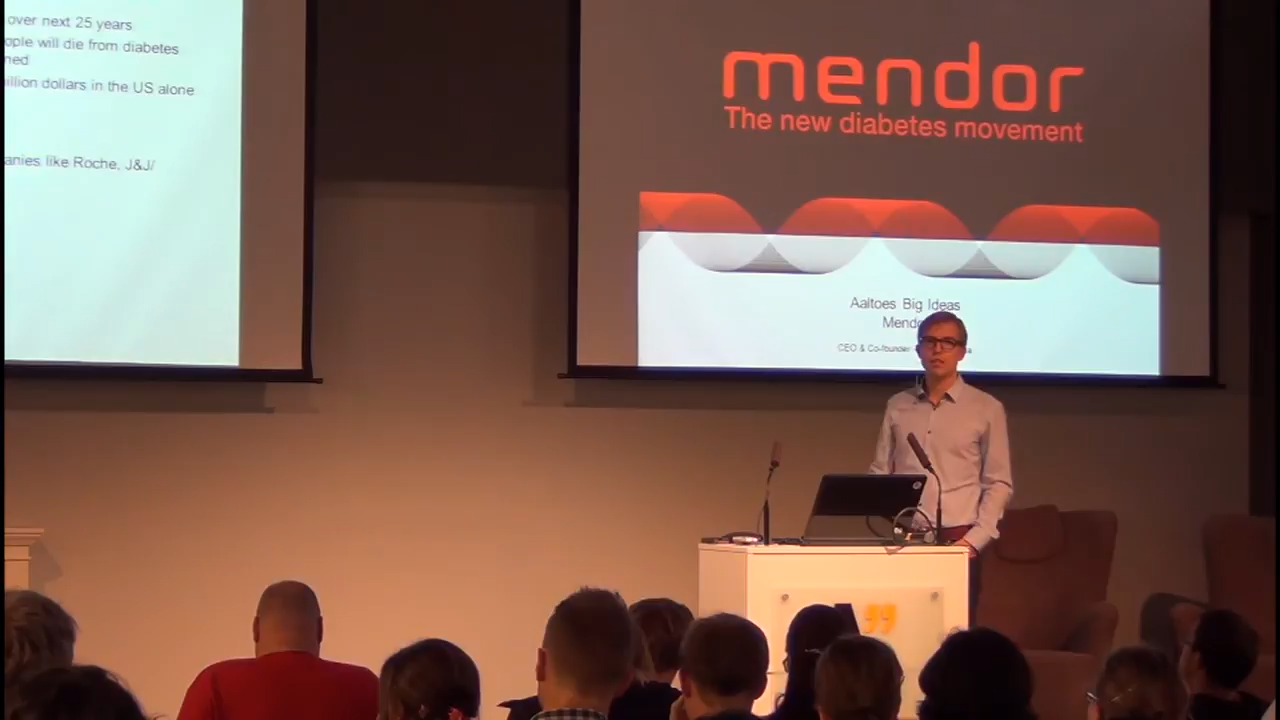 over next 25 years
ople will die from diabetes
ned
illion dollars in the US alone
anies like Roche, J&J/
mendor
The new diabetes movement
Aaltoes Big Ideas
Mendo
CEO & Co-founder